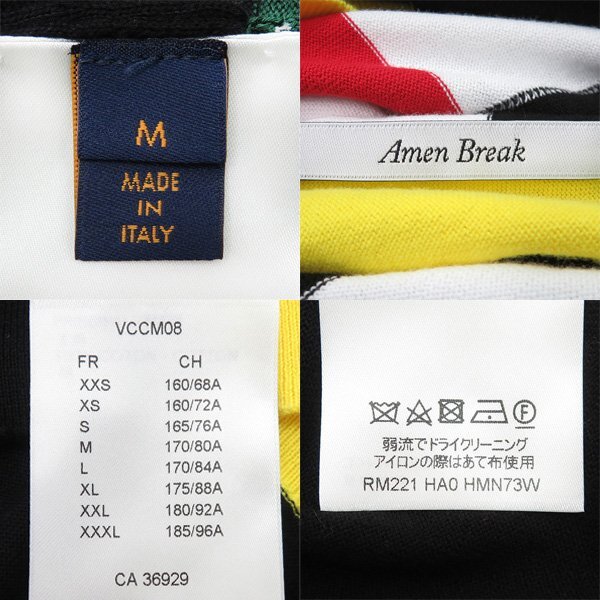 M
MADE
IN
ITALY
Amen Break
VCCM08
FR CH
XXS 160/68A
XS 160/72A
S 165/76A
M 170/80A
L 170/84A
XL 175/88A
XXL 180/92A
XXXL 185/96A
CA 36929
F
弱流でドライクリーニング
アイロンの際はあて布使用
RM221 HA0 HMN73W